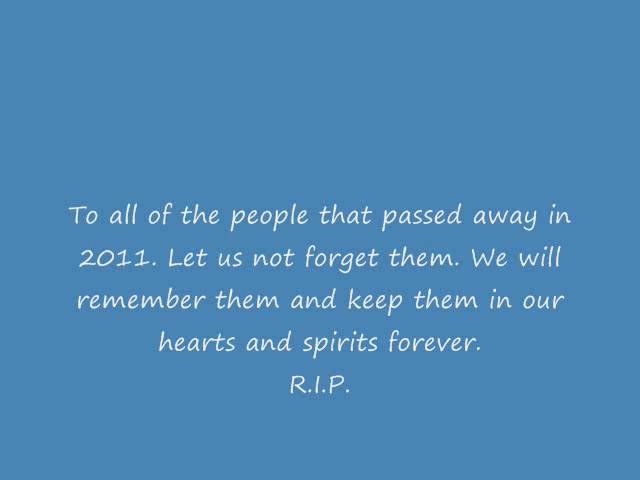 To all of the people that passed away in
2011. Let us not forget them. We will
remember them and keep them in our
hearts and spirits forever.
R.I.P.